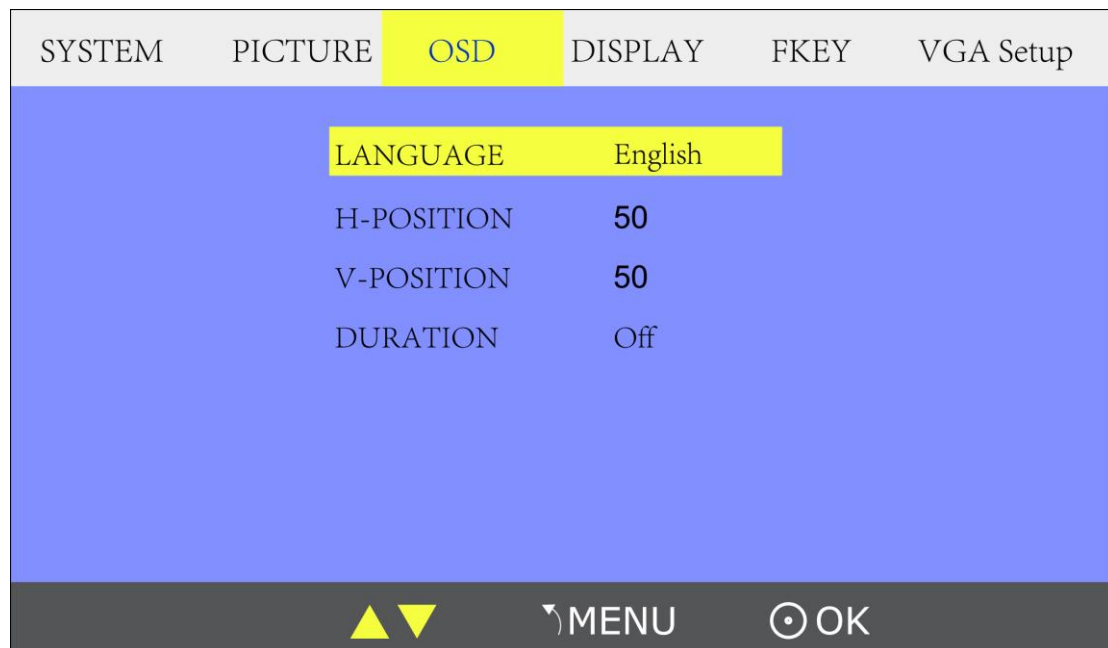 SYSTEM PICTURE OSD DISPLAY FKEY VGA Setup
LANGUAGE English
H-POSITION 50
V-POSITION 50
DURATION Off
MENU OK